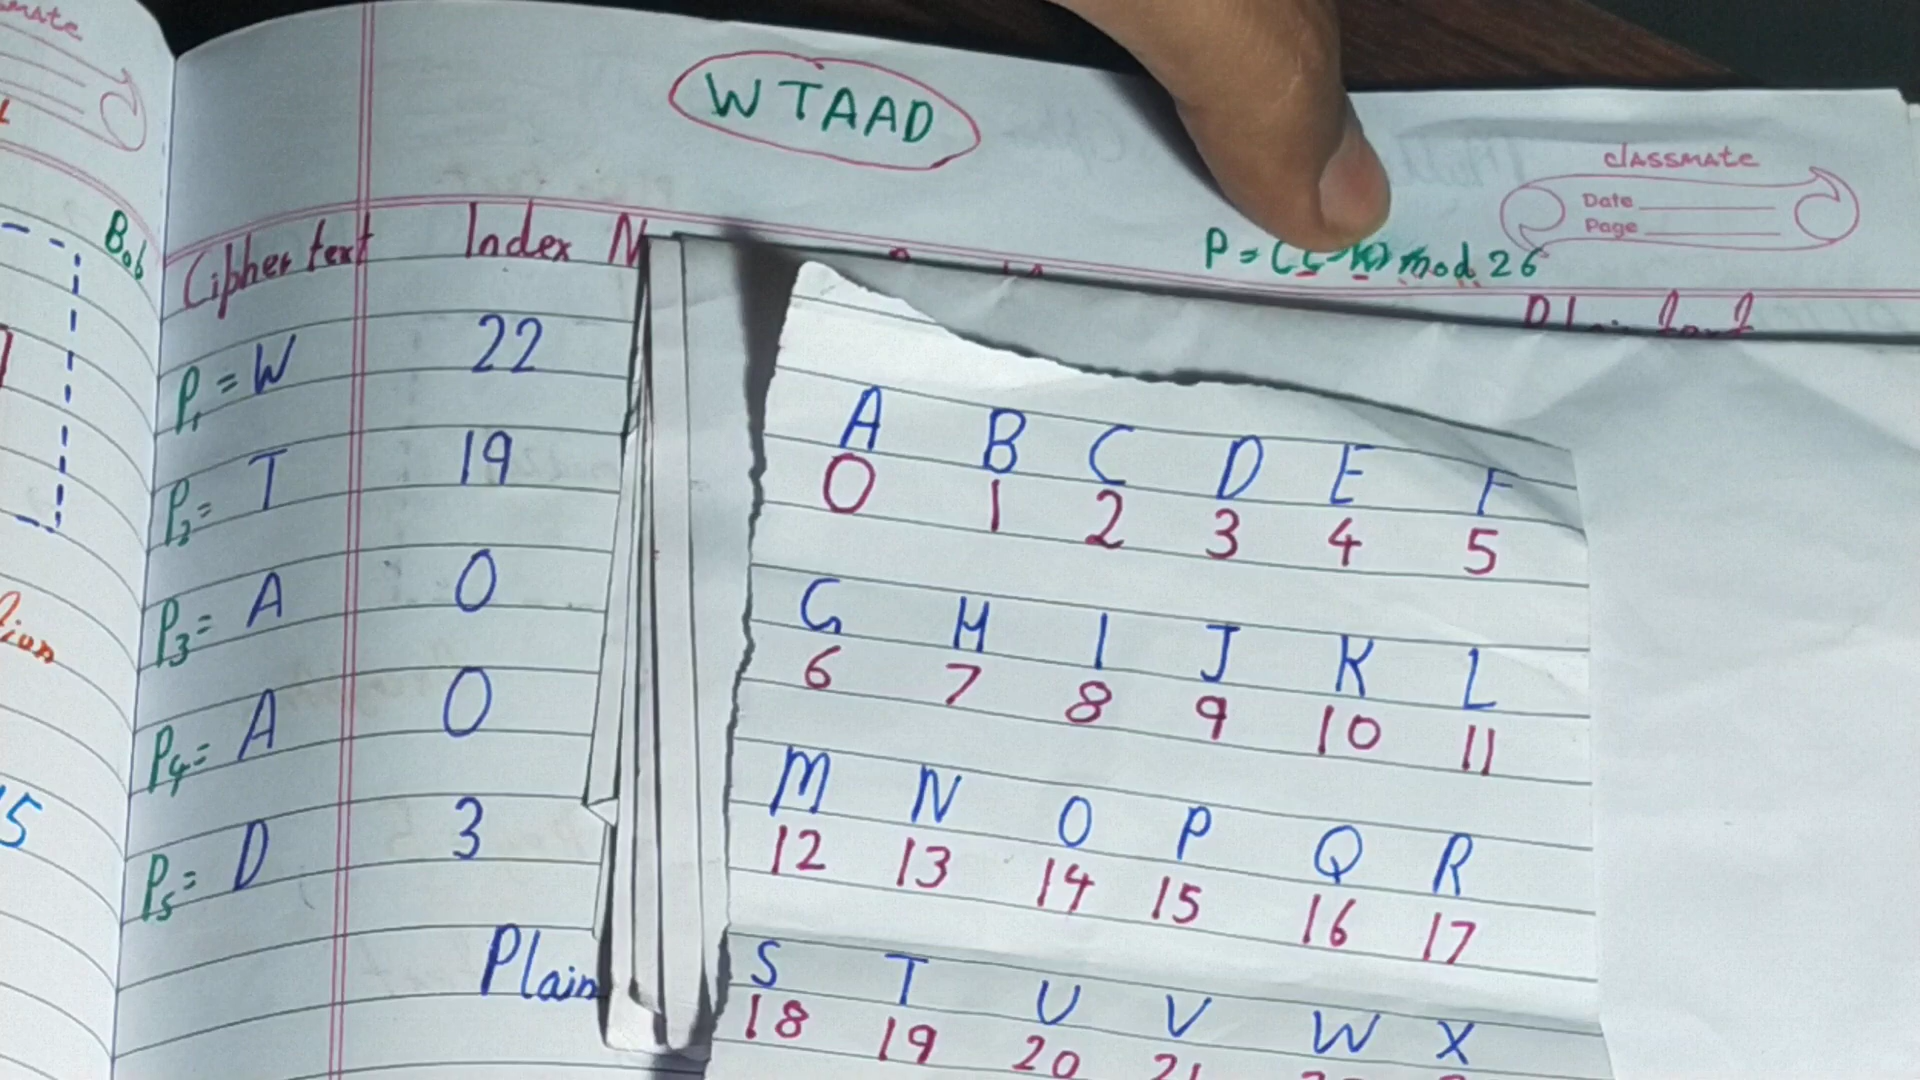 WTAAD
classmate
Date
Page
P = (C-K) mod 26
Cipher text Index
P1 = W 22
P2 = T 19
P3 = A 0
P4 = A 0
P5 = D 3
Plain
A B C D E F
0 1 2 3 4 5
G H I J K L
6 7 8 9 10 11
M N O P Q R
12 13 14 15 16 17
S T U V W X
18 19 20 21
Bob
15